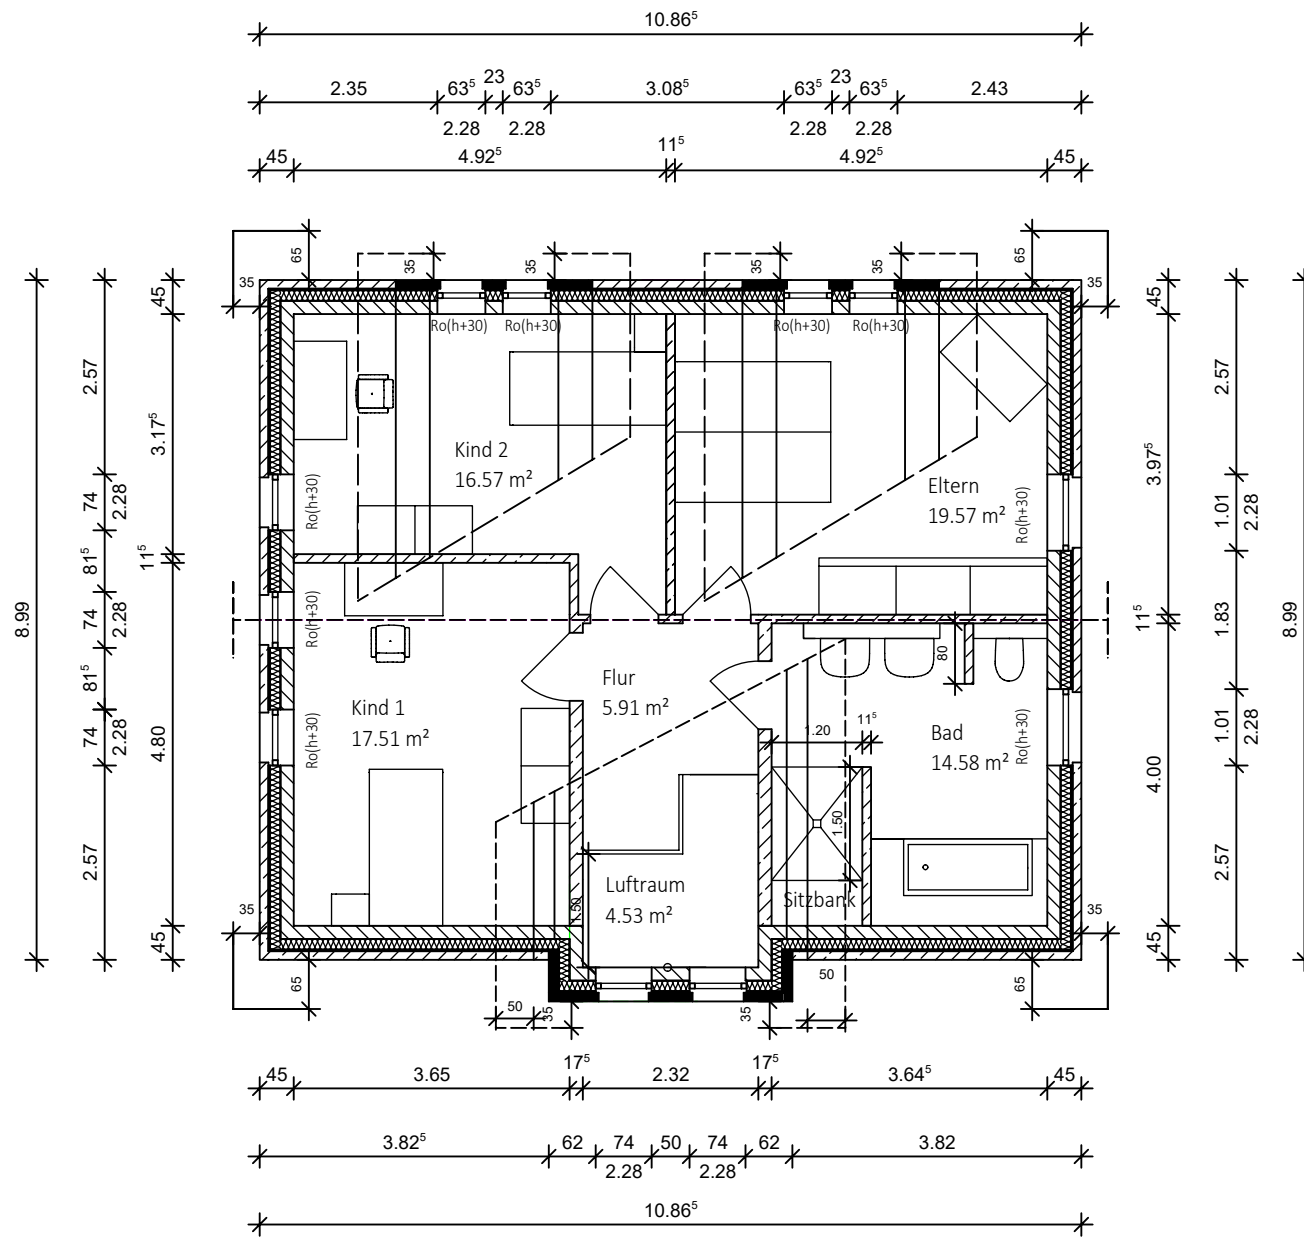 10.86⁵
2.35 63⁵ 23 63⁵ 3.08⁵ 63⁵ 23 63⁵ 2.43
2.28 2.28 2.28 2.28
45 4.92⁵ 11⁵ 4.92⁵ 45
65 35 35 35 35 65
35 35
Ro(h+30) Ro(h+30) Ro(h+30) Ro(h+30)
8.99
2.57
74
2.28
81⁵
74
2.28
81⁵
74
2.28
2.57
45
3.17⁵
11⁵
4.80
45
Ro(h+30)
Ro(h+30)
Ro(h+30)
Kind 2
16.57 m²
Eltern
19.57 m²
Ro(h+30)
Kind 1
17.51 m²
Flur
5.91 m²
80
1.20 11⁵
Bad
14.58 m²
Ro(h+30)
1.50
Luftraum
4.53 m²
1.50
Sitzbank
45
3.97⁵
11⁵
4.00
45
2.57
1.01
2.28
1.83
1.01
2.28
2.57
8.99
35 35
65 50 35 35 50 65
45 3.65 17⁵ 2.32 17⁵ 3.64⁵ 45
3.82⁵ 62 74 50 74 62 3.82
2.28 2.28
10.86⁵